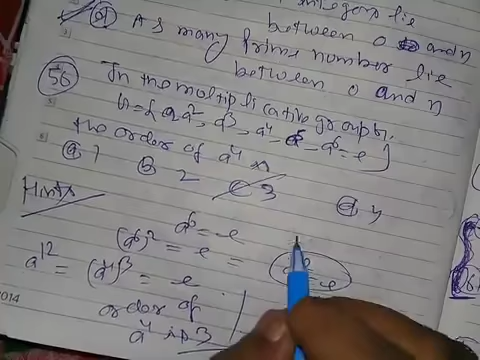 integers lie
between 0 and n
As many prime number lie
between 0 and n
56 In the multiplicative group
G = { a, a², a³, a⁴, a⁵, a⁶ = e }
the order of a⁴ is
(a) 1 (b) 2 (c) 3 (d) 4
Hints
a⁶ = e
(a⁶)² = e =
a¹² = (a⁴)³ = e
order of
a⁴ is 3
2014